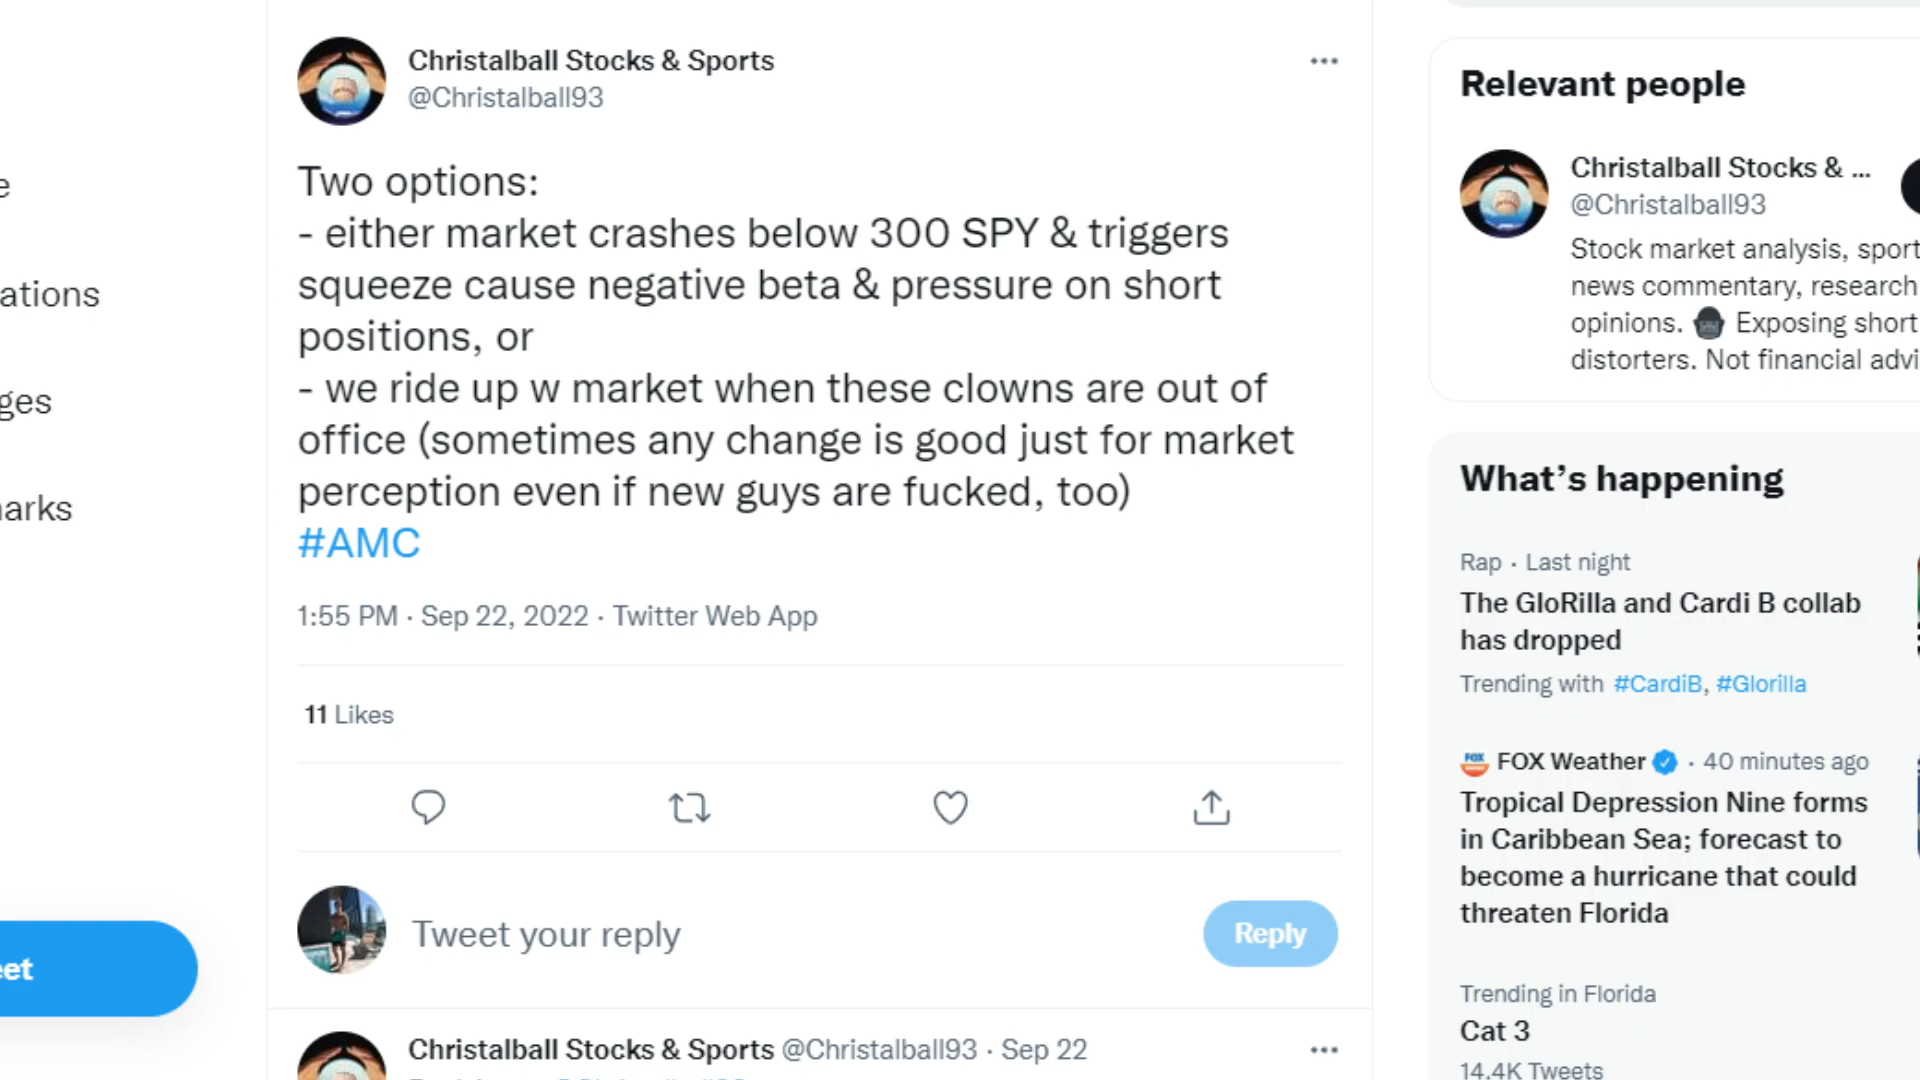 Christalball Stocks & Sports
@Christalball93
Two options:
- either market crashes below 300 SPY & triggers
squeeze cause negative beta & pressure on short
positions, or
- we ride up w market when these clowns are out of
office (sometimes any change is good just for market
perception even if new guys are fucked, too)
#AMC
1:55 PM · Sep 22, 2022 · Twitter Web App
11 Likes
Tweet your reply
Reply
Christalball Stocks & Sports @Christalball93 · Sep 22
e
ations
ges
arks
eet
Relevant people
Christalball Stocks & ...
@Christalball93
Stock market analysis, sport
news commentary, research
opinions. Exposing short
distorters. Not financial advi
What's happening
Rap · Last night
The GloRilla and Cardi B collab
has dropped
Trending with #CardiB, #Glorilla
FOX Weather · 40 minutes ago
Tropical Depression Nine forms
in Caribbean Sea; forecast to
become a hurricane that could
threaten Florida
Trending in Florida
Cat 3
14.4K Tweets